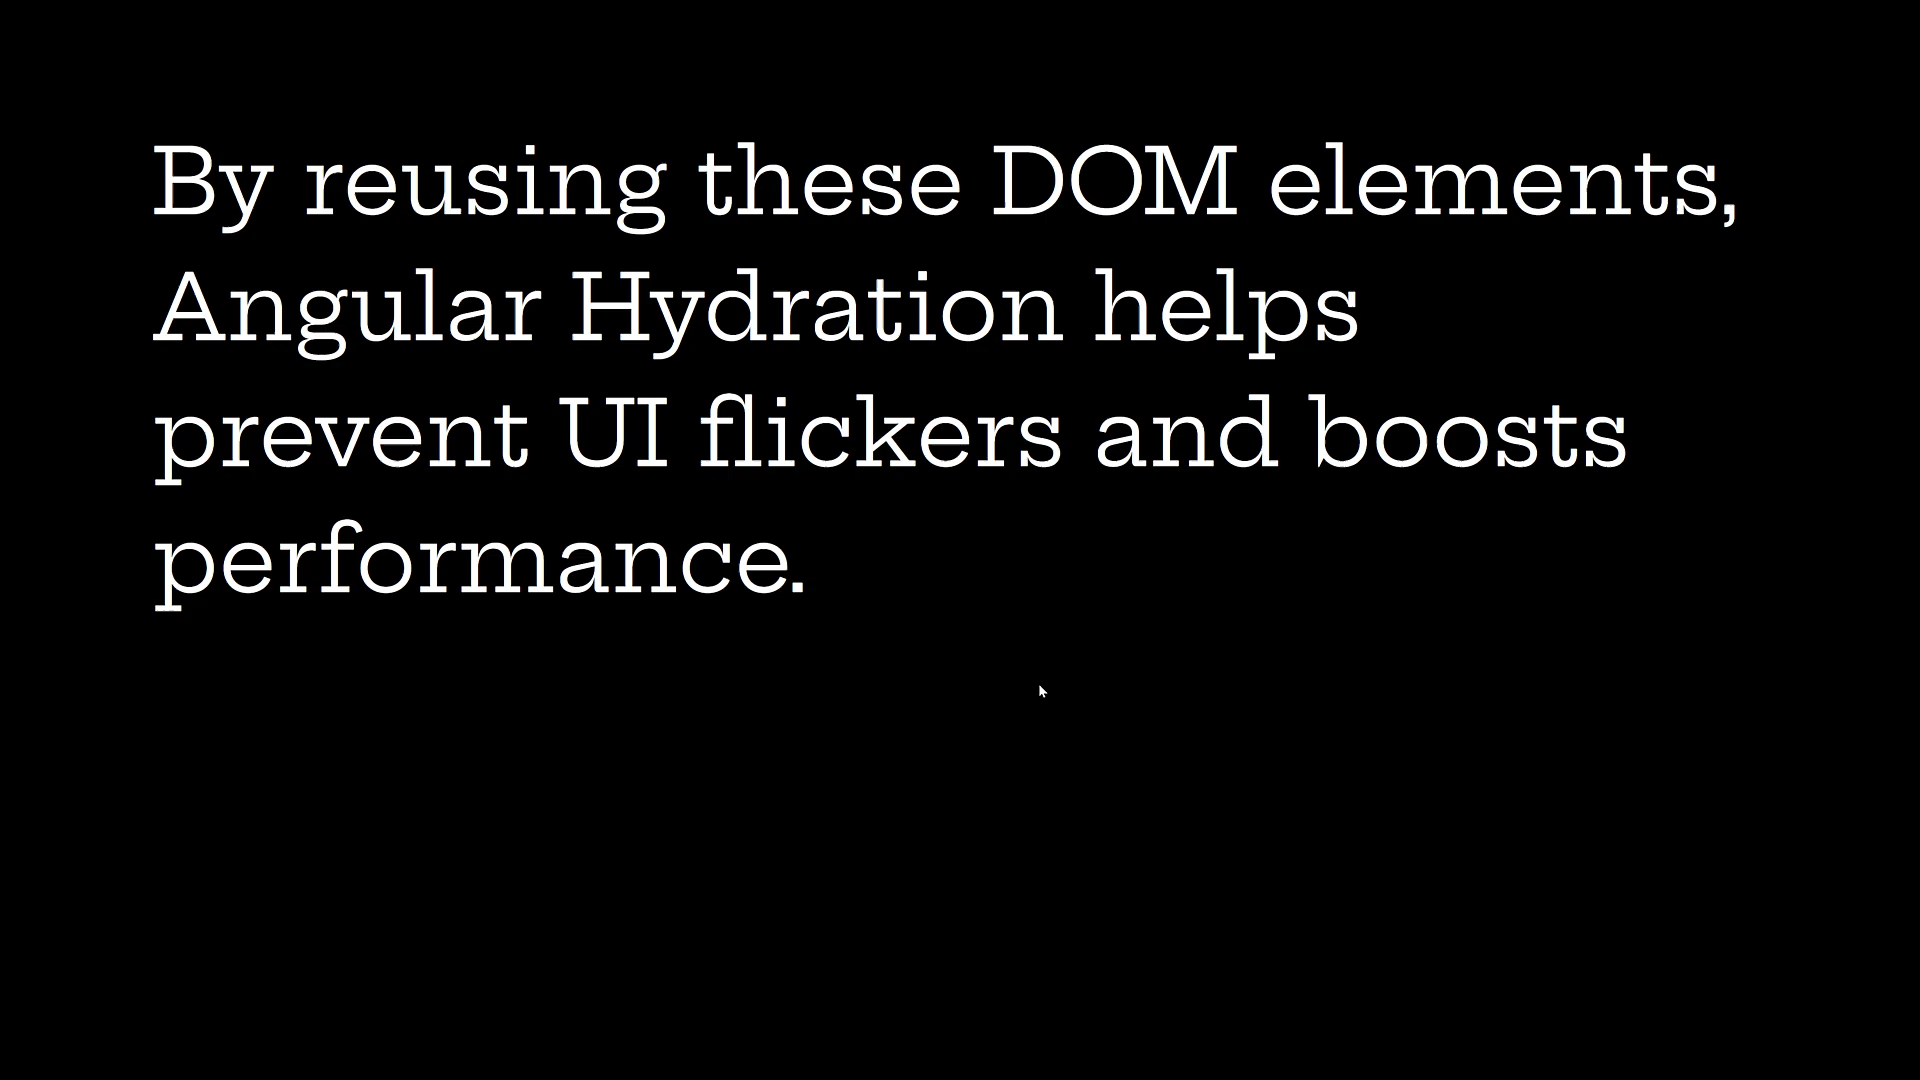 By reusing these DOM elements,
Angular Hydration helps
prevent UI flickers and boosts
performance.